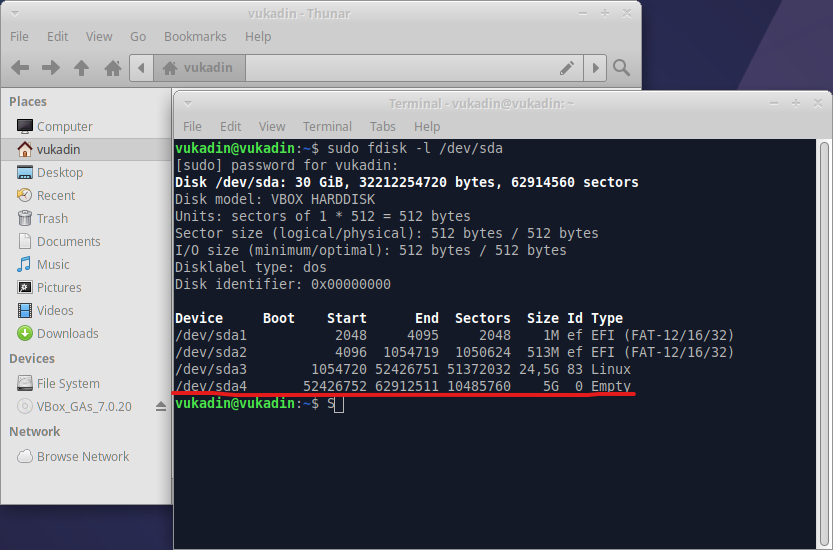 vukadin - Thunar
File Edit View Go Bookmarks Help
vukadin
Places
Computer
vukadin
Desktop
Recent
Trash
Documents
Music
Pictures
Videos
Downloads
Devices
File System
VBox_GAs_7.0.20
Network
Browse Network
Terminal - vukadin@vukadin: ~
File Edit View Terminal Tabs Help
vukadin@vukadin:~$ sudo fdisk -l /dev/sda
[sudo] password for vukadin:
Disk /dev/sda: 30 GiB, 32212254720 bytes, 62914560 sectors
Disk model: VBOX HARDDISK
Units: sectors of 1 * 512 = 512 bytes
Sector size (logical/physical): 512 bytes / 512 bytes
I/O size (minimum/optimal): 512 bytes / 512 bytes
Disklabel type: dos
Disk identifier: 0x00000000
Device     Boot    Start      End  Sectors  Size Id Type
/dev/sda1           2048     4095     2048    1M ef EFI (FAT-12/16/32)
/dev/sda2           4096  1054719  1050624  513M ef EFI (FAT-12/16/32)
/dev/sda3        1054720 52426751 51372032 24,5G 83 Linux
/dev/sda4       52426752 62912511 10485760    5G  0 Empty
vukadin@vukadin:~$ S